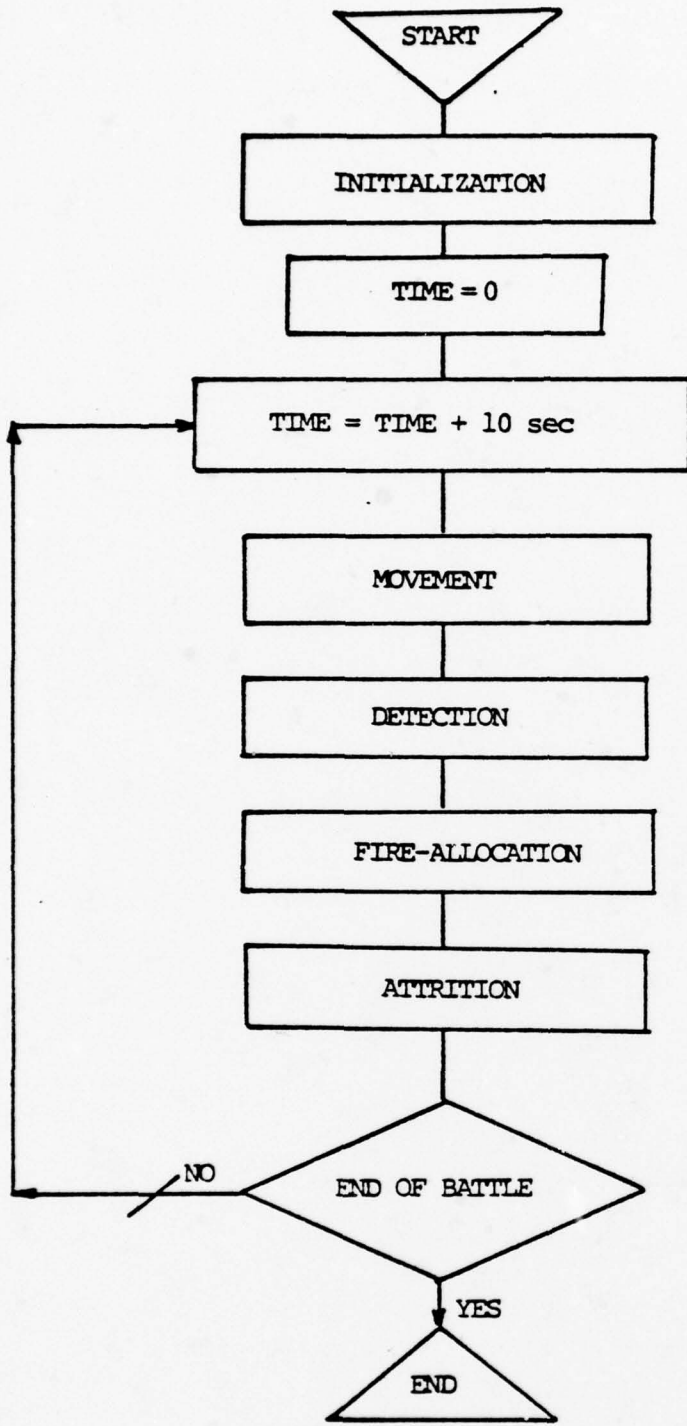 START
INITIALIZATION
TIME = 0
TIME = TIME + 10 sec
MOVEMENT
DETECTION
FIRE-ALLOCATION
ATTRITION
NO
END OF BATTLE
YES
END